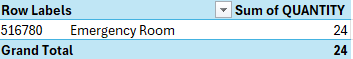 Row Labels Sum of QUANTITY
516780 Emergency Room 24
Grand Total 24